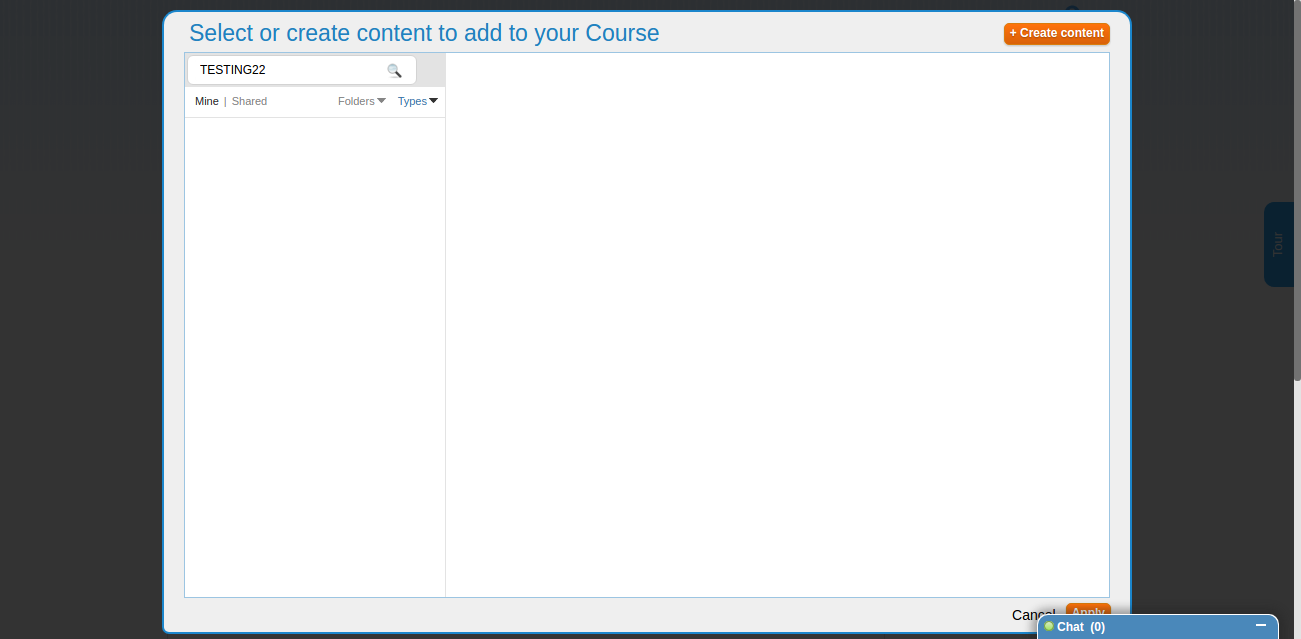 Select or create content to add to your Course
+ Create content
TESTING22
Mine | Shared Folders Types
Tour
Cancel Apply
Chat (0)